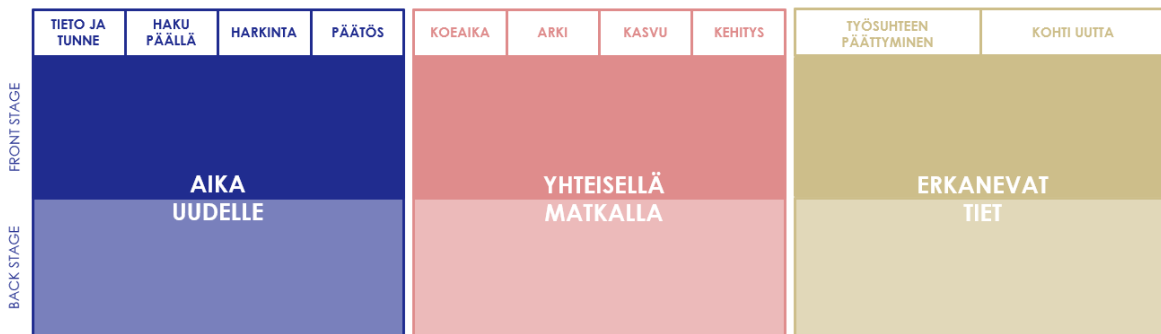 TIETO JA
TUNNE
HAKU
PÄÄLLÄ
HARKINTA
PÄÄTÖS
KOEAIKA
ARKI
KASVU
KEHITYS
TYÖSUHTEEN
PÄÄTTYMINEN
KOHTI UUTTA
FRONT STAGE
AIKA
UUDELLE
YHTEISELLÄ
MATKALLA
ERKANEVAT
TIET
BACK STAGE